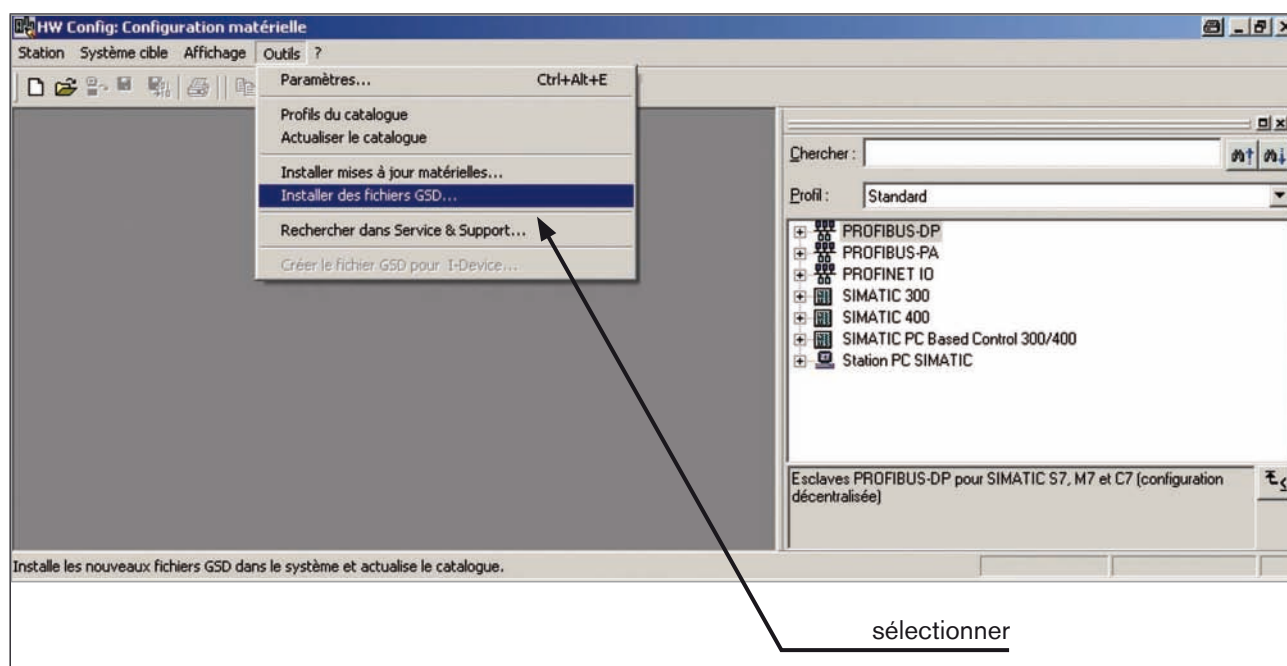 HW Config: Configuration matérielle
Station Système cible Affichage Outils ?
Paramètres... Ctrl+Alt+E
Profils du catalogue
Actualiser le catalogue
Installer mises à jour matérielles...
Installer des fichiers GSD...
Rechercher dans Service & Support...
Créer le fichier GSD pour I-Device...
Chercher :
Profil : Standard
PROFIBUS-DP
PROFIBUS-PA
PROFINET IO
SIMATIC 300
SIMATIC 400
SIMATIC PC Based Control 300/400
Station PC SIMATIC
Esclaves PROFIBUS-DP pour SIMATIC S7, M7 et C7 (configuration
décentralisée)
Installe les nouveaux fichiers GSD dans le système et actualise le catalogue.
sélectionner